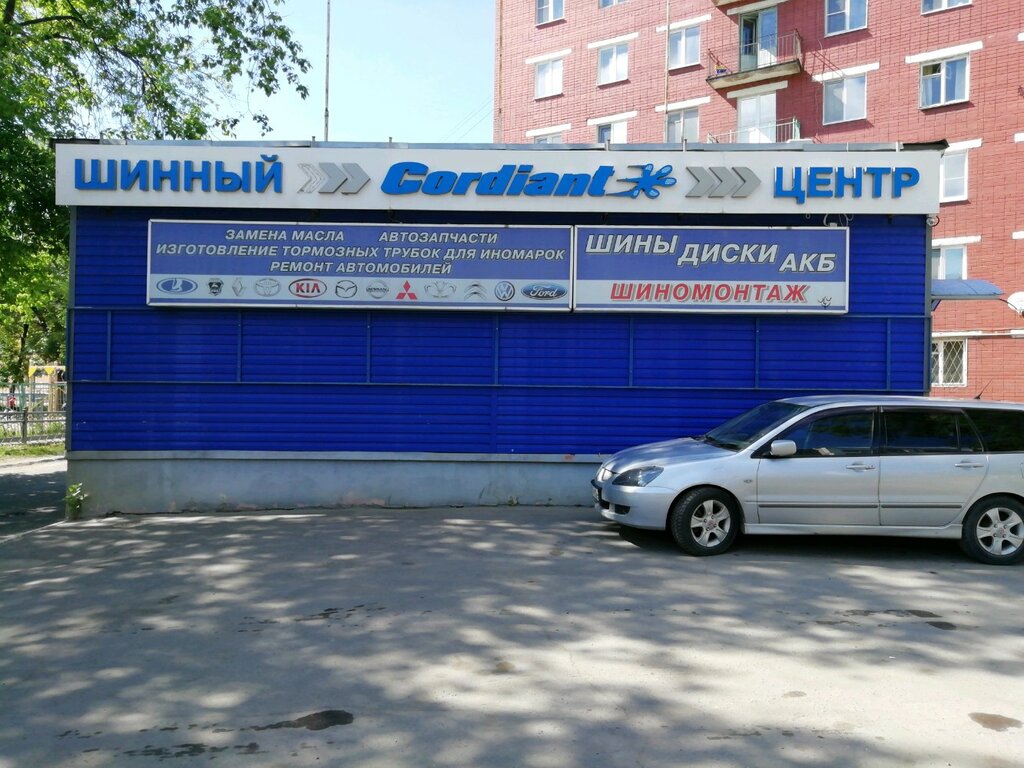 ШИННЫЙ Cordiant ЦЕНТР
ЗАМЕНА МАСЛА АВТОЗАПЧАСТИ
ИЗГОТОВЛЕНИЕ ТОРМОЗНЫХ ТРУБОК ДЛЯ ИНОМАРОК
РЕМОНТ АВТОМОБИЛЕЙ
KIA Ford
ШИНЫ ДИСКИ АКБ
ШИНОМОНТАЖ